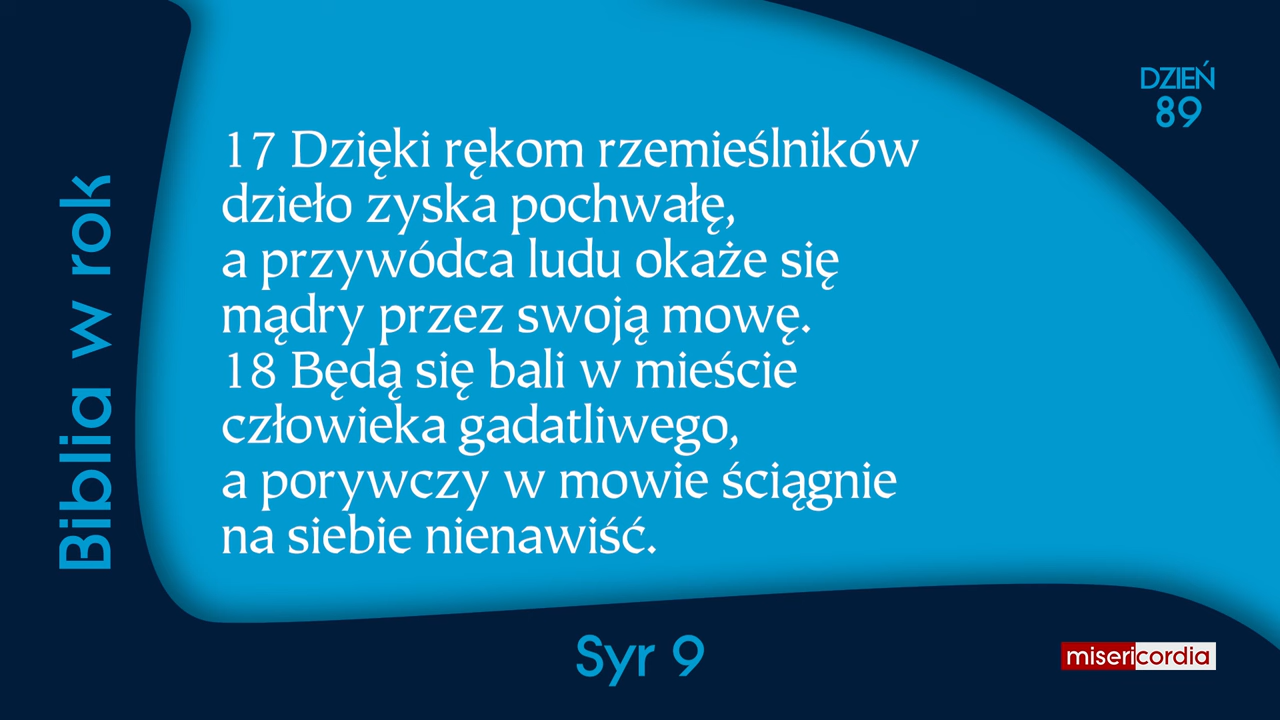 DZIEŃ
89
17 Dzięki rękom rzemieślników
dzieło zyska pochwałę,
a przywódca ludu okaże się
mądry przez swoją mowę.
18 Będą się bali w mieście
człowieka gadatliwego,
a porywczy w mowie ściągnie
na siebie nienawiść.
Biblia w rok
Syr 9
misericordia